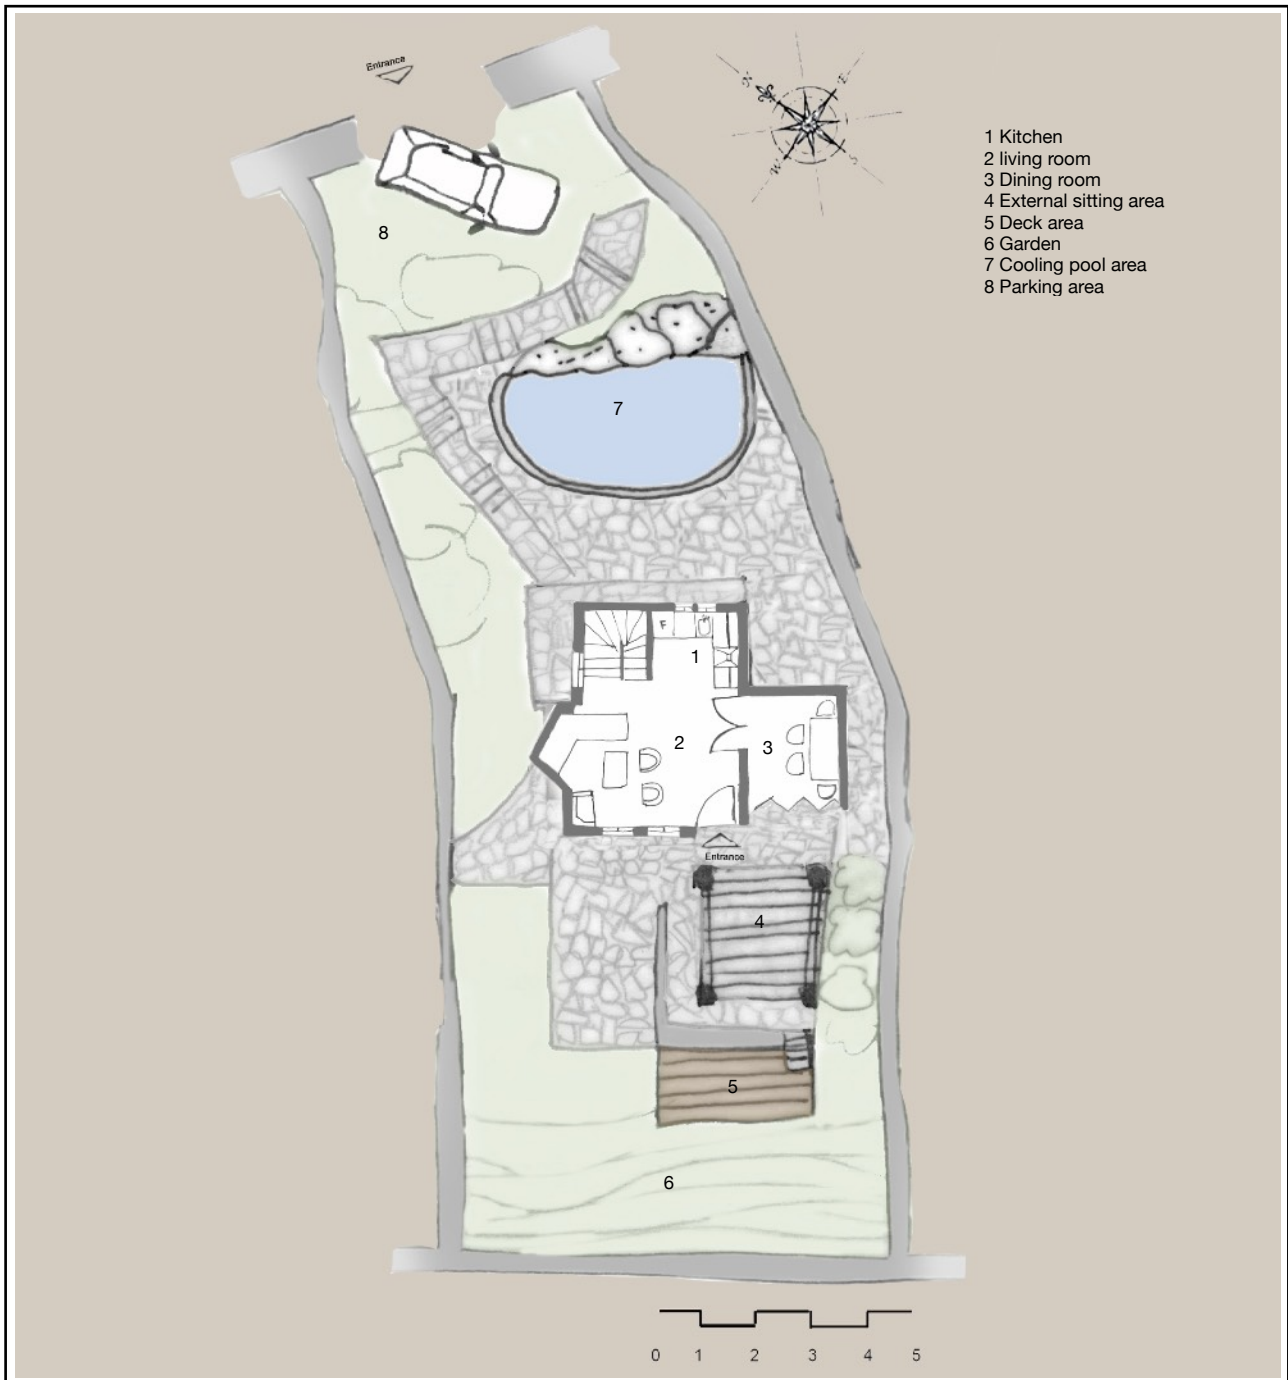 Entrance
N
E
W
S
1 Kitchen
2 living room
3 Dining room
4 External sitting area
5 Deck area
6 Garden
7 Cooling pool area
8 Parking area
8
7
F
1
2
3
Entrance
4
5
6
0 1 2 3 4 5